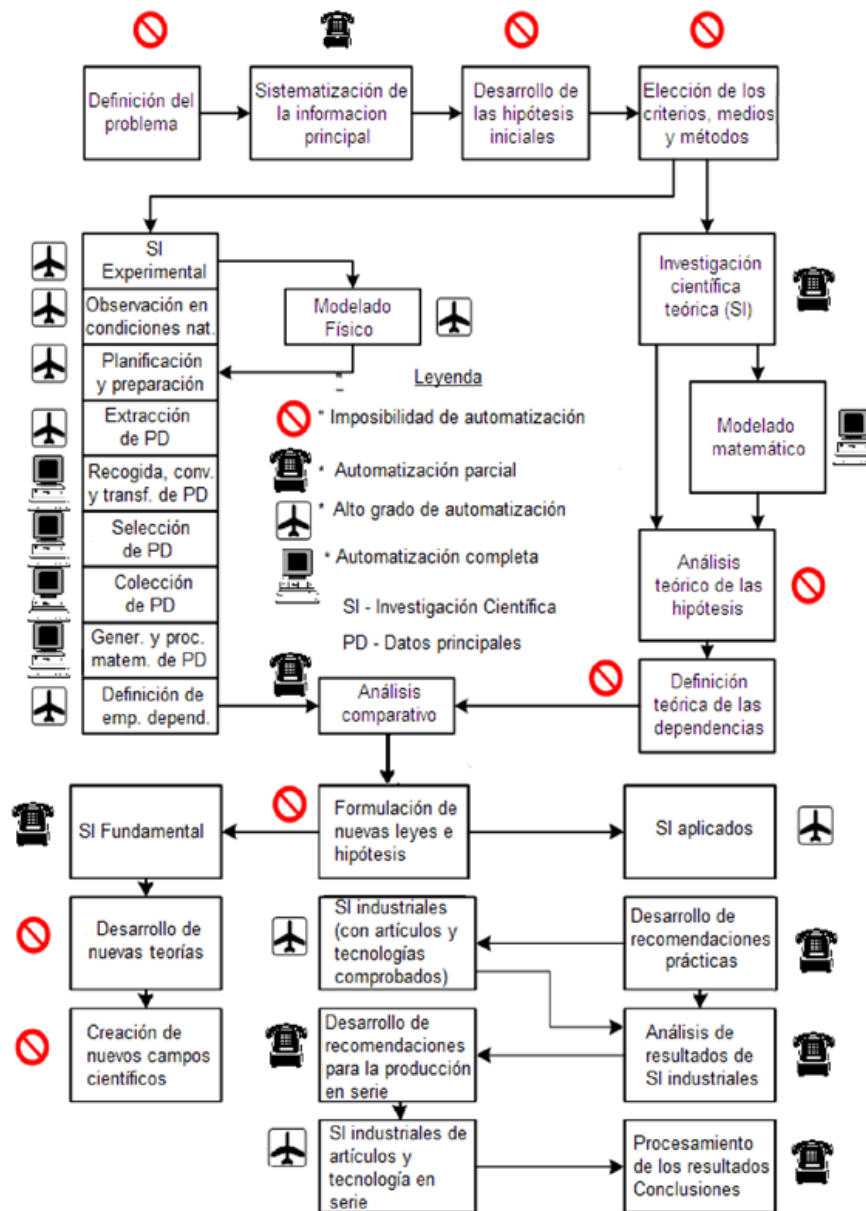 Definición del
problema
Sistematización de
la informacion
principal
Desarrollo de
las hipótesis
iniciales
Elección de los
criterios, medios
y métodos
SI
Experimental
Observación en
condiciones nat.
Planificación
y preparación
Extracción
de PD
Recogida, conv.
y transf. de PD
Selección
de PD
Colección
de PD
Gener. y proc.
matem. de PD
Definición de
emp. depend.
Modelado
Físico
Investigación
científica
teórica (SI)
Modelado
matemático
Análisis
teórico de las
hipótesis
Definición
teórica de las
dependencias
Leyenda
* Imposibilidad de automatización
* Automatización parcial
* Alto grado de automatización
* Automatización completa
SI - Investigación Científica
PD - Datos principales
Análisis
comparativo
SI Fundamental
Formulación de
nuevas leyes e
hipótesis
SI aplicados
Desarrollo de
nuevas teorías
SI industriales
(con artículos y
tecnologías
comprobados)
Desarrollo de
recomendaciones
prácticas
Creación de
nuevos campos
científicos
Desarrollo de
recomendaciones
para la producción
en serie
Análisis de
resultados de
SI industriales
SI industriales de
artículos y
tecnología en
serie
Procesamiento
de los resultados
Conclusiones